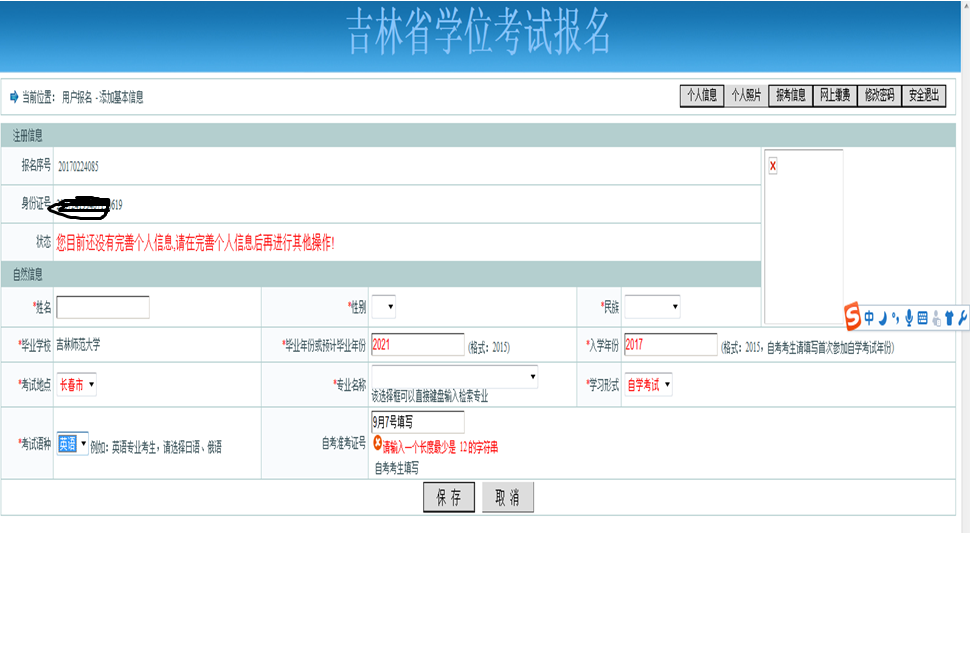 吉林省学位考试报名
当前位置： 用户报名 -添加基本信息
个人信息 个人照片 报考信息 网上缴费 修改密码 安全退出
注册信息
报名序号 20170224085
身份证号 619
状态 您目前还没有完善个人信息,请在完善个人信息后再进行其他操作!
自然信息
*姓名 *性别 *民族
*毕业学校 吉林师范大学 *毕业年份或预计毕业年份 2021 (格式：2015) *入学年份 2017 (格式：2015，自考考生请填写首次参加自学考试年份)
*考试地点 长春市 *专业名称 *学习形式 自学考试
该选择框可以直接键盘输入检索专业
*考试语种 英语 例如：英语专业考生，请选择日语、俄语 自考准考证号 9月7号填写
请输入一个长度最少是 12 的字符串
自考考生填写
保 存 取 消
S 中